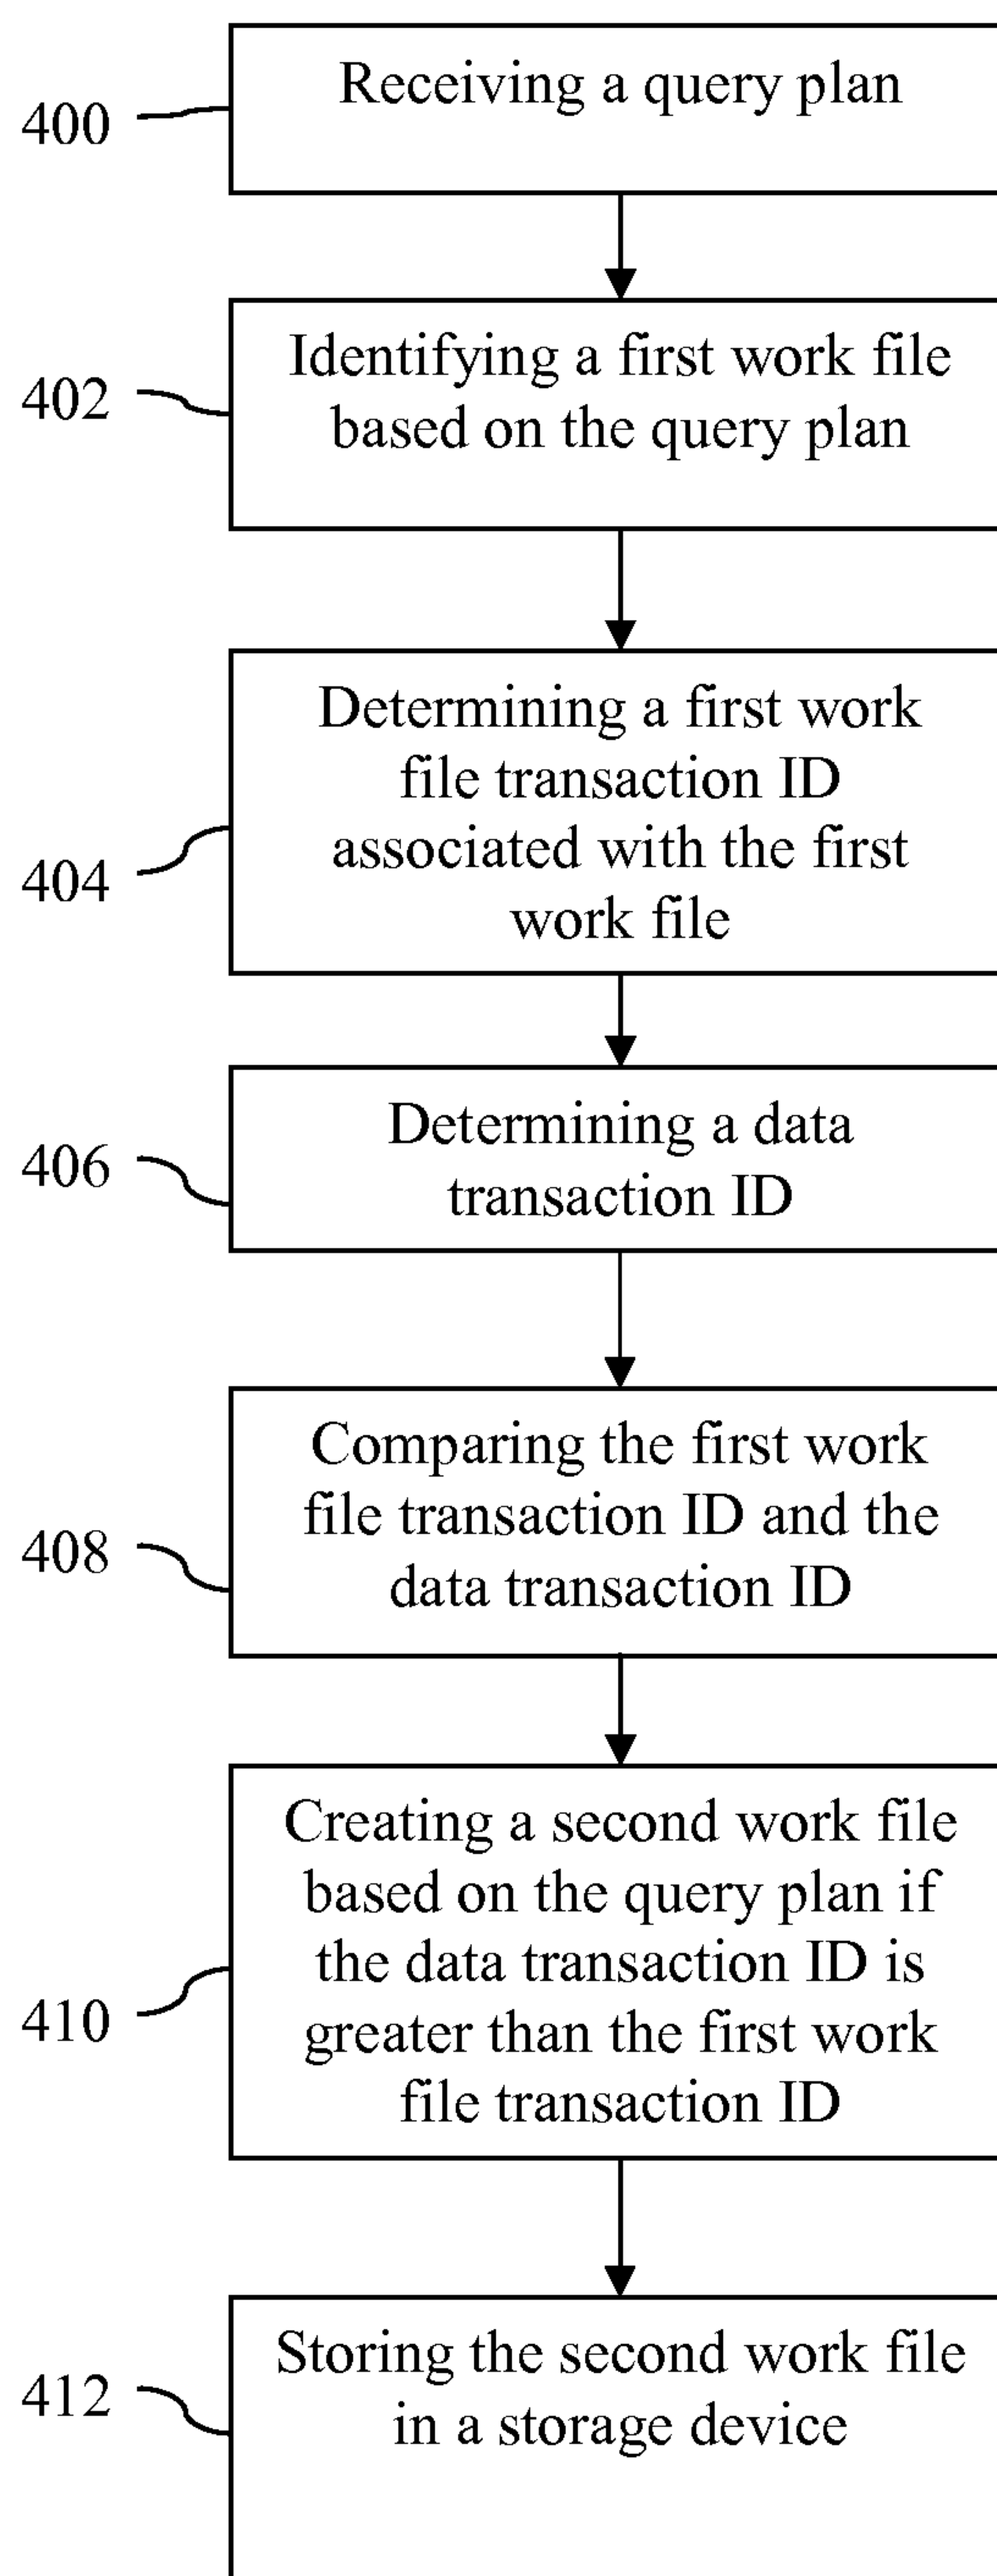 Receiving a query plan
400
Identifying a first work file
based on the query plan
402
Determining a first work
file transaction ID
associated with the first
work file
404
Determining a data
transaction ID
406
Comparing the first work
file transaction ID and the
data transaction ID
408
Creating a second work file
based on the query plan if
the data transaction ID is
greater than the first work
file transaction ID
410
Storing the second work file
in a storage device
412